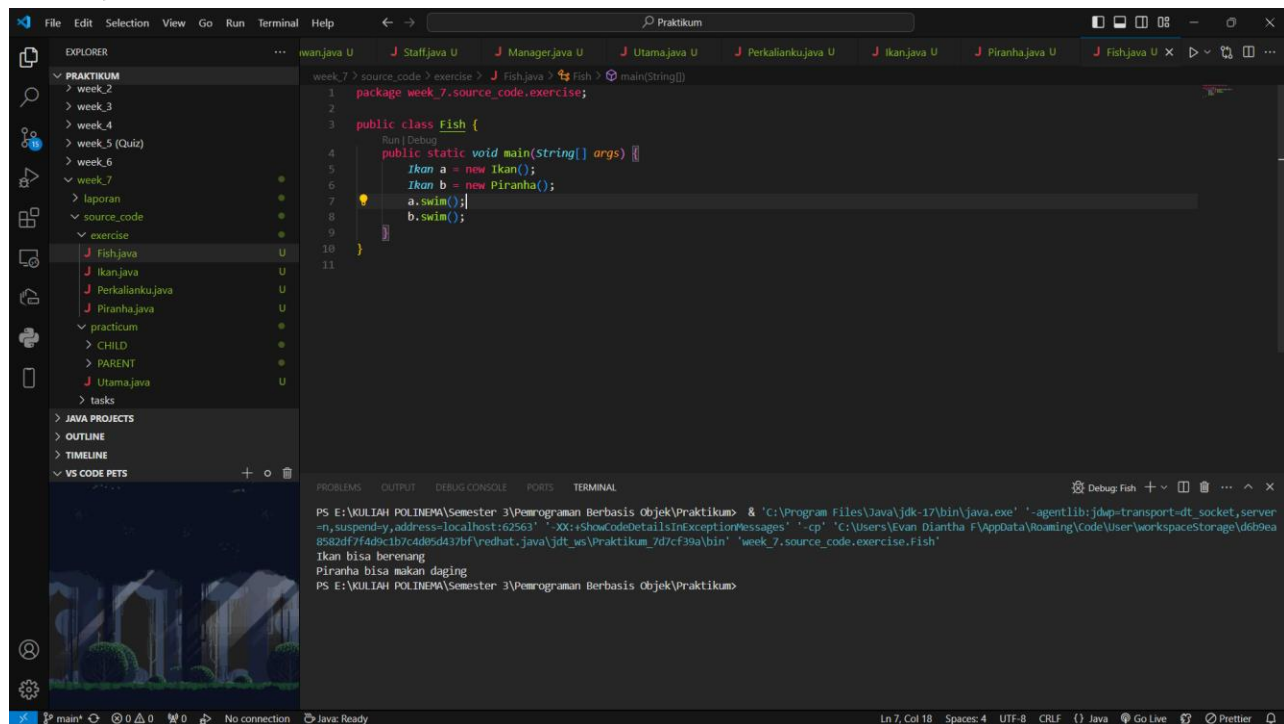 File Edit Selection View Go Run Terminal Help
Praktikum
EXPLORER
PRAKTIKUM
week_2
week_3
week_4
week_5 (Quiz)
week_6
week_7
laporan
source_code
exercise
Fish.java U
Ikan.java U
Perkalianku.java U
Piranha.java U
practicum
CHILD
PARENT
Utama.java U
tasks
JAVA PROJECTS
OUTLINE
TIMELINE
VS CODE PETS
wan.java U Staff.java U Manager.java U Utama.java U Perkalianku.java U Ikan.java U Piranha.java U Fish.java U
week_7 > source_code > exercise > Fish.java > Fish > main(String[])
1 package week_7.source_code.exercise;
2
3 public class Fish {
Run | Debug
4 public static void main(String[] args) {
5 Ikan a = new Ikan();
6 Ikan b = new Piranha();
7 a.swim();
8 b.swim();
9 }
10 }
11
PROBLEMS OUTPUT DEBUG CONSOLE PORTS TERMINAL
Debug: Fish
PS E:\KULIAH POLINEMA\Semester 3\Pemrograman Berbasis Objek\Praktikum> & 'C:\Program Files\Java\jdk-17\bin\java.exe' '-agentlib:jdwp=transport=dt_socket,server
=n,suspend=y,address=localhost:62563' '-XX:+ShowCodeDetailsInExceptionMessages' '-cp' 'C:\Users\Evan Diantha F\AppData\Roaming\Code\User\workspaceStorage\d6b9ea
8582df7f4d9c1b7c4d05d437bf\redhat.java\jdt_ws\Praktikum_7d7cf39a\bin' 'week_7.source_code.exercise.Fish'
Ikan bisa berenang
Piranha bisa makan daging
PS E:\KULIAH POLINEMA\Semester 3\Pemrograman Berbasis Objek\Praktikum>
main* 0 0 0 No connection Java: Ready Ln 7, Col 18 Spaces: 4 UTF-8 CRLF {} Java Go Live Prettier